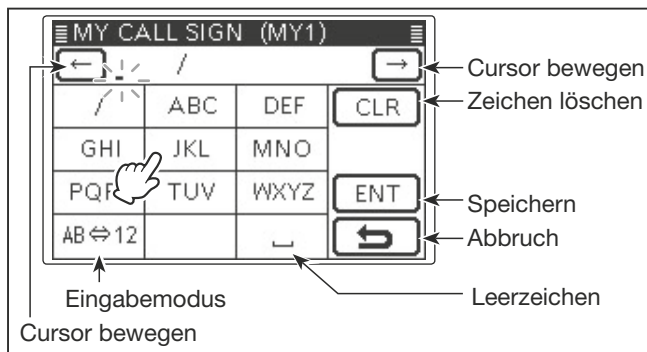 MY CALL SIGN (MY1)
← / →
Cursor bewegen
/ ABC DEF CLR
Zeichen löschen
GHI JKL MNO
PQR TUV WXYZ ENT
Speichern
AB⇔12 ⎵
Abbruch
Eingabemodus
Leerzeichen
Cursor bewegen